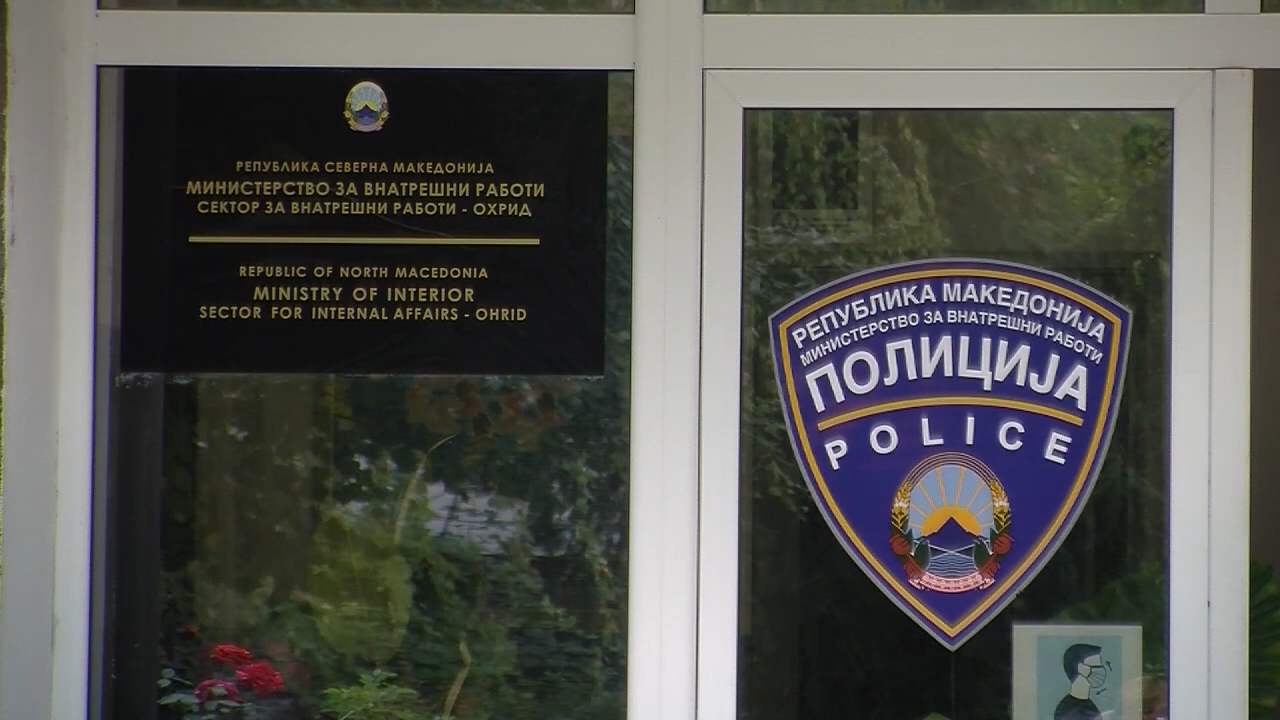 РЕПУБЛИКА СЕВЕРНА МАКЕДОНИЈА
МИНИСТЕРСТВО ЗА ВНАТРЕШНИ РАБОТИ
СЕКТОР ЗА ВНАТРЕШНИ РАБОТИ - ОХРИД
REPUBLIC OF NORTH MACEDONIA
MINISTRY OF INTERIOR
SECTOR FOR INTERNAL AFFAIRS - OHRID
РЕПУБЛИКА МАКЕДОНИЈА
МИНИСТЕРСТВО ЗА ВНАТРЕШНИ РАБОТИ
ПОЛИЦИЈА
POLICE